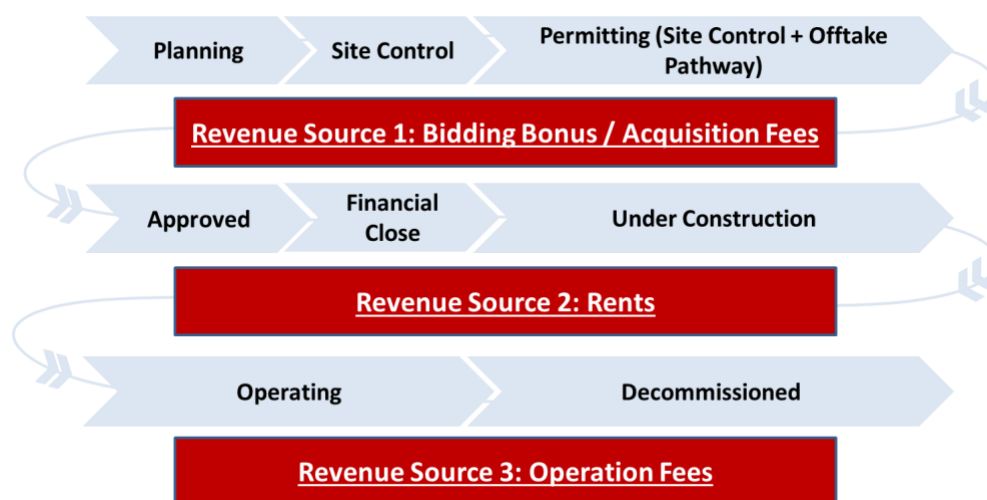 Planning
Site Control
Permitting (Site Control + Offtake
Pathway)
Revenue Source 1: Bidding Bonus / Acquisition Fees
Approved
Financial
Close
Under Construction
Revenue Source 2: Rents
Operating
Decommissioned
Revenue Source 3: Operation Fees